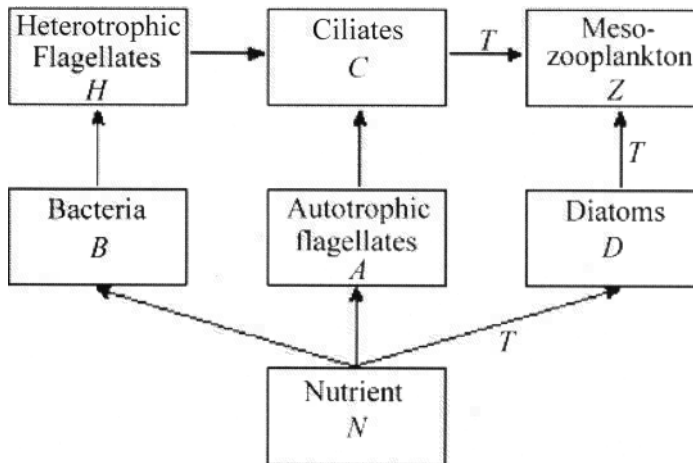 Heterotrophic
Flagellates
H
Ciliates
C
T
Meso-
zooplankton
Z
T
Bacteria
B
Autotrophic
flagellates
A
Diatoms
D
T
Nutrient
N